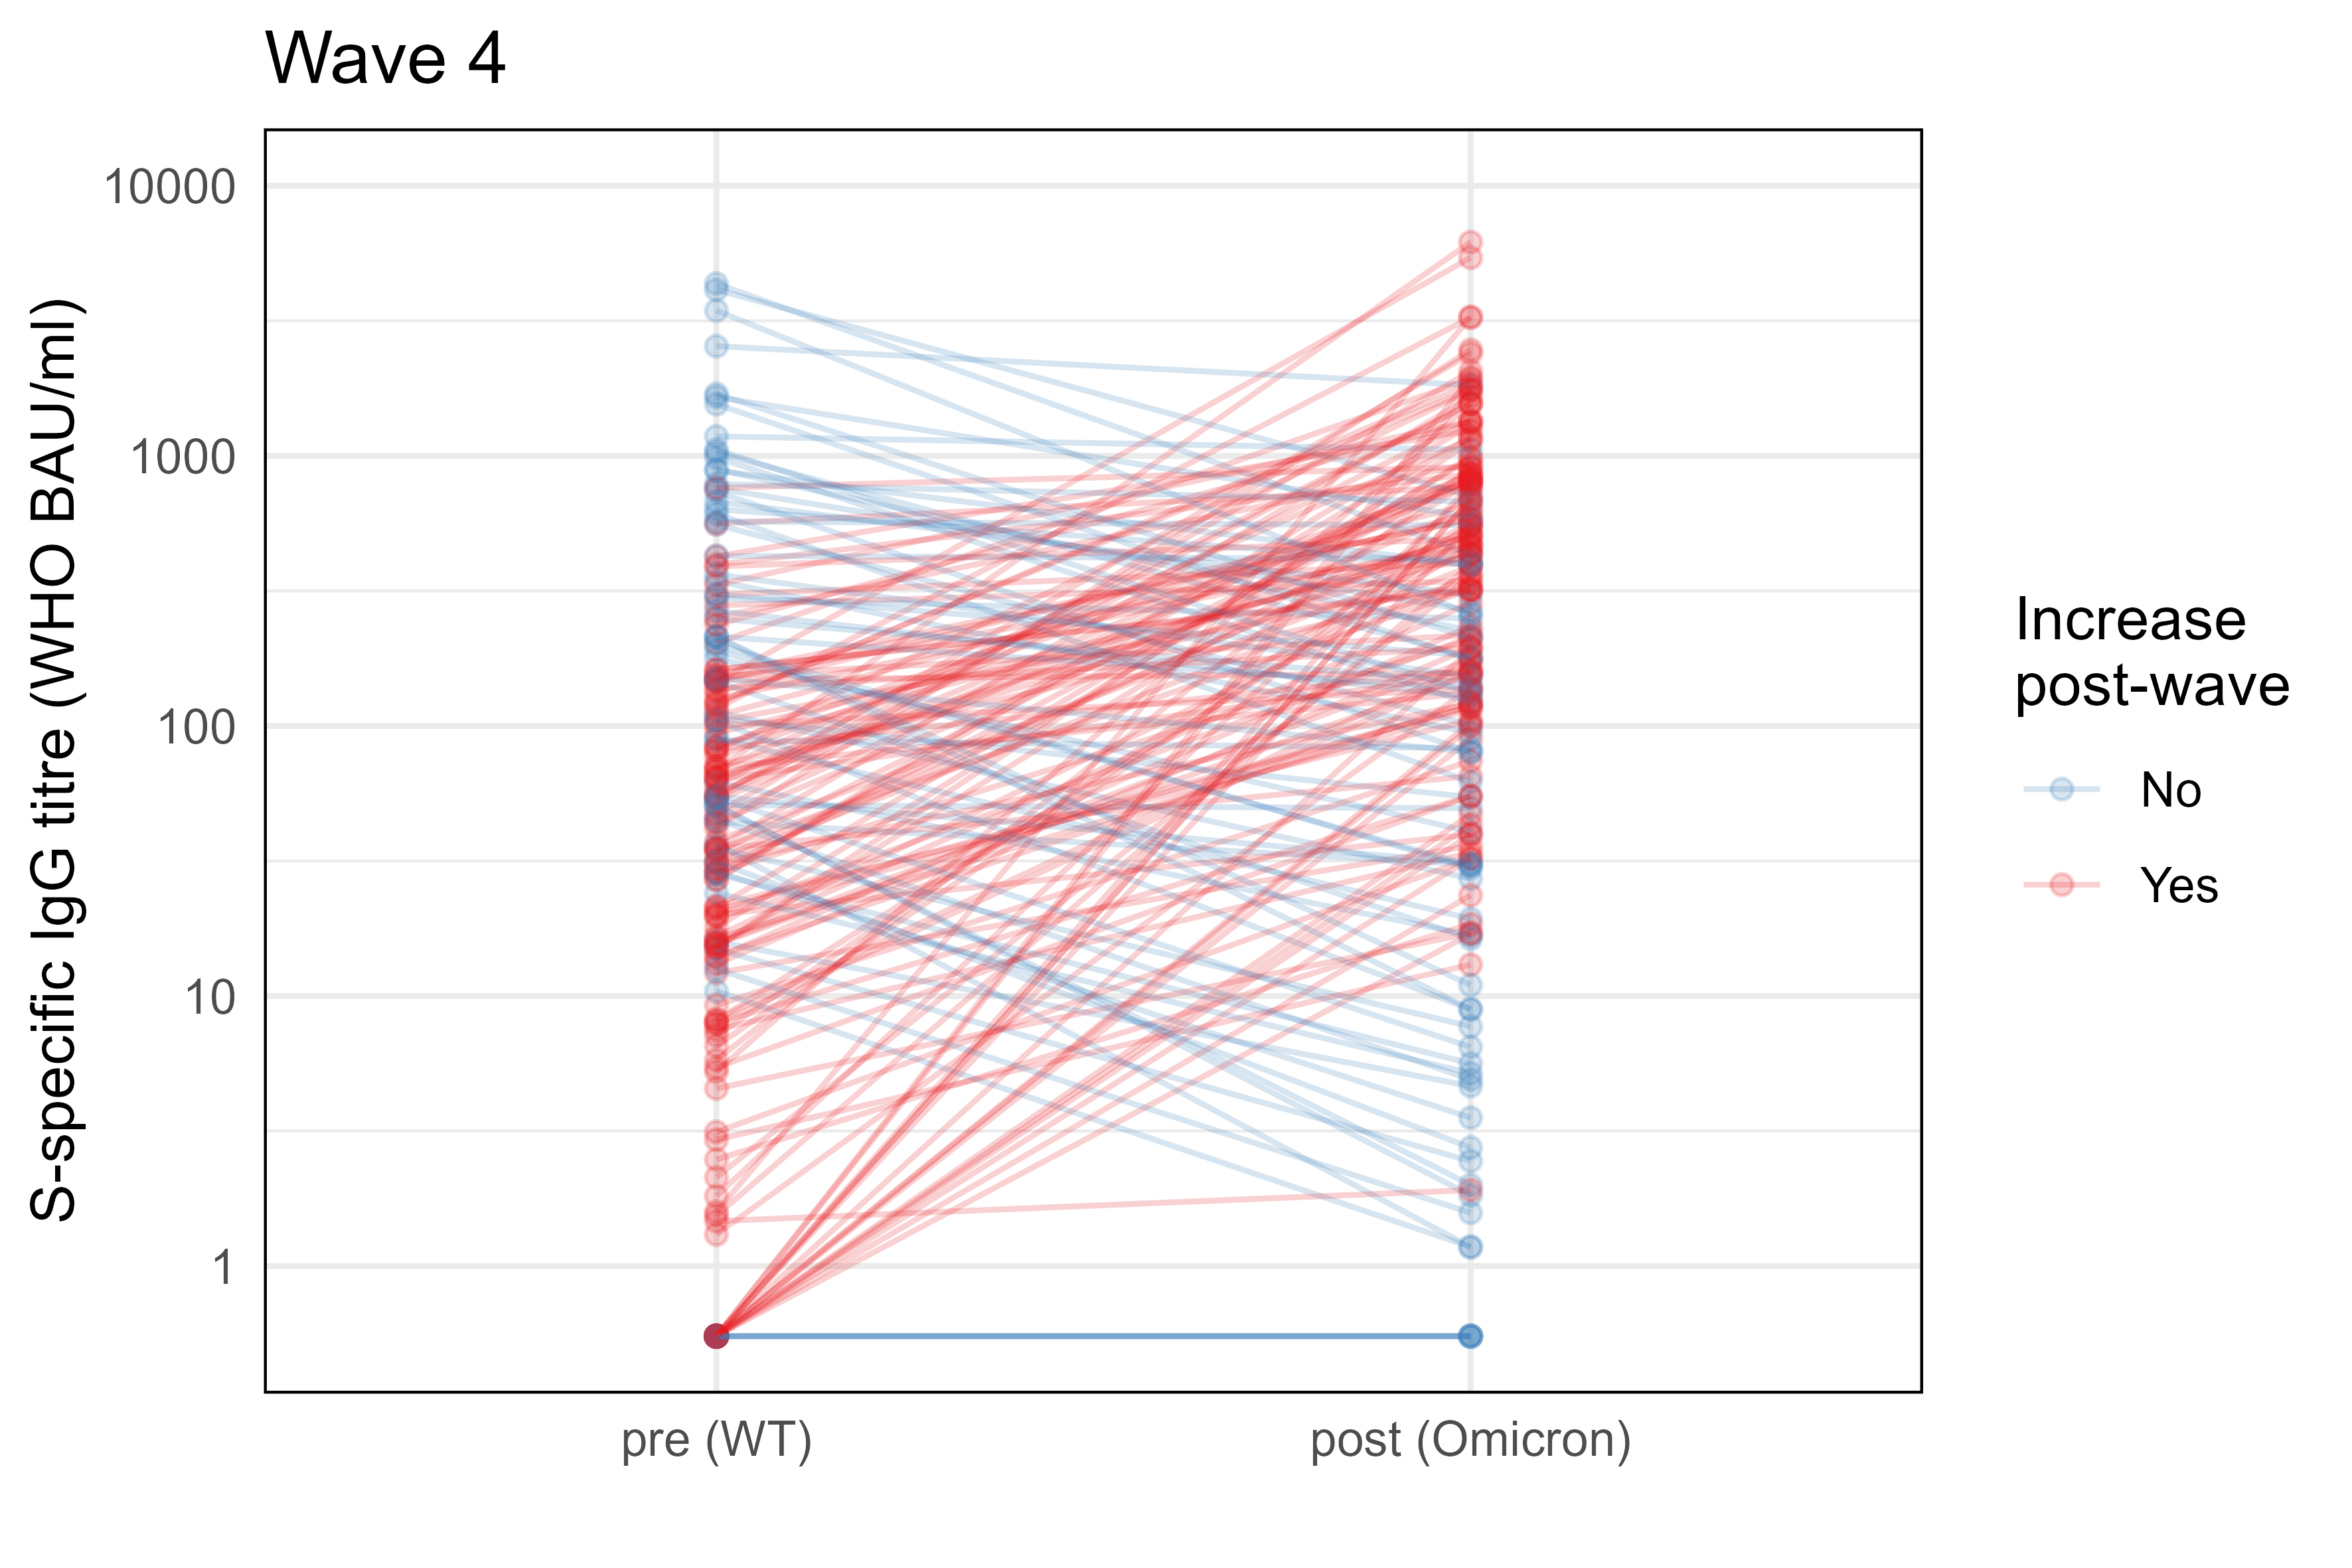 Wave 4
S-specific IgG titre (WHO BAU/ml)
10000
1000
100
10
1
pre (WT)
post (Omicron)
Increase
post-wave
No
Yes